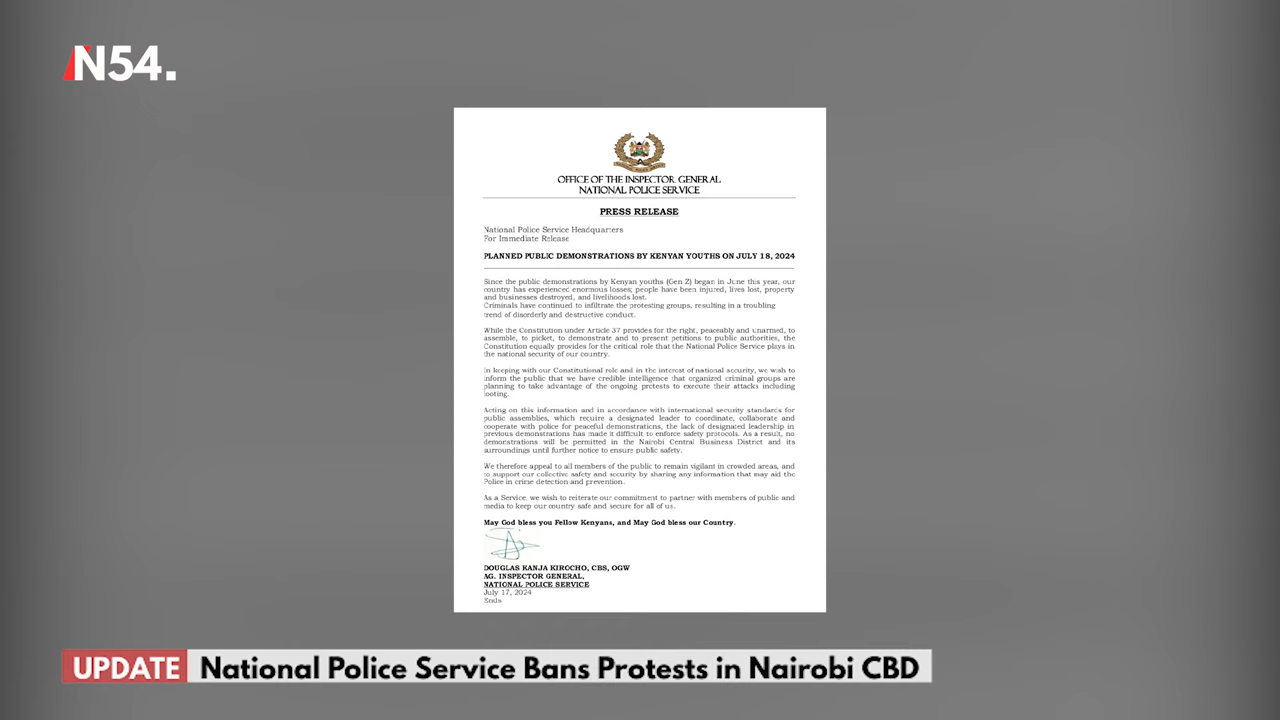 N54.
OFFICE OF THE INSPECTOR GENERAL
NATIONAL POLICE SERVICE
PRESS RELEASE
National Police Service Headquarters
For Immediate Release
PLANNED PUBLIC DEMONSTRATIONS BY KENYAN YOUTHS ON JULY 18, 2024
Since the public demonstrations by Kenyan youths (Gen Z) began in June this year, our
country has experienced enormous losses; people have been injured, lives lost, property
and businesses destroyed, and livelihoods lost.
Criminals have continued to infiltrate the protesting groups, resulting in a troubling
trend of disorderly and destructive conduct.
While the Constitution under Article 37 provides for the right, peaceably and unarmed, to
assemble, to picket, to demonstrate and to present petitions to public authorities, the
Constitution equally provides for the critical role that the National Police Service plays in
the national security of our country.
In keeping with our Constitutional role and in the interest of national security, we wish to
inform the public that we have credible intelligence that organized criminal groups are
planning to take advantage of the ongoing protests to execute their attacks including
looting.
Acting on this information and in accordance with international security standards for
public assemblies, which require a designated leader to coordinate, collaborate and
cooperate with police for peaceful demonstrations, the lack of designated leadership in
previous demonstrations has made it difficult to enforce safety protocols. As a result, no
demonstrations will be permitted in the Nairobi Central Business District and its
surroundings until further notice to ensure public safety.
We therefore appeal to all members of the public to remain vigilant in crowded areas, and
to support our collective safety and security by sharing any information that may aid the
Police in crime detection and prevention.
As a Service, we wish to reiterate our commitment to partner with members of public and
media to keep our country safe and secure for all of us.
May God bless you Fellow Kenyans, and May God bless our Country.
DOUGLAS KANJA KIROCHO, CBS, OGW
AG. INSPECTOR GENERAL,
NATIONAL POLICE SERVICE
July 17, 2024
Ends
UPDATE National Police Service Bans Protests in Nairobi CBD